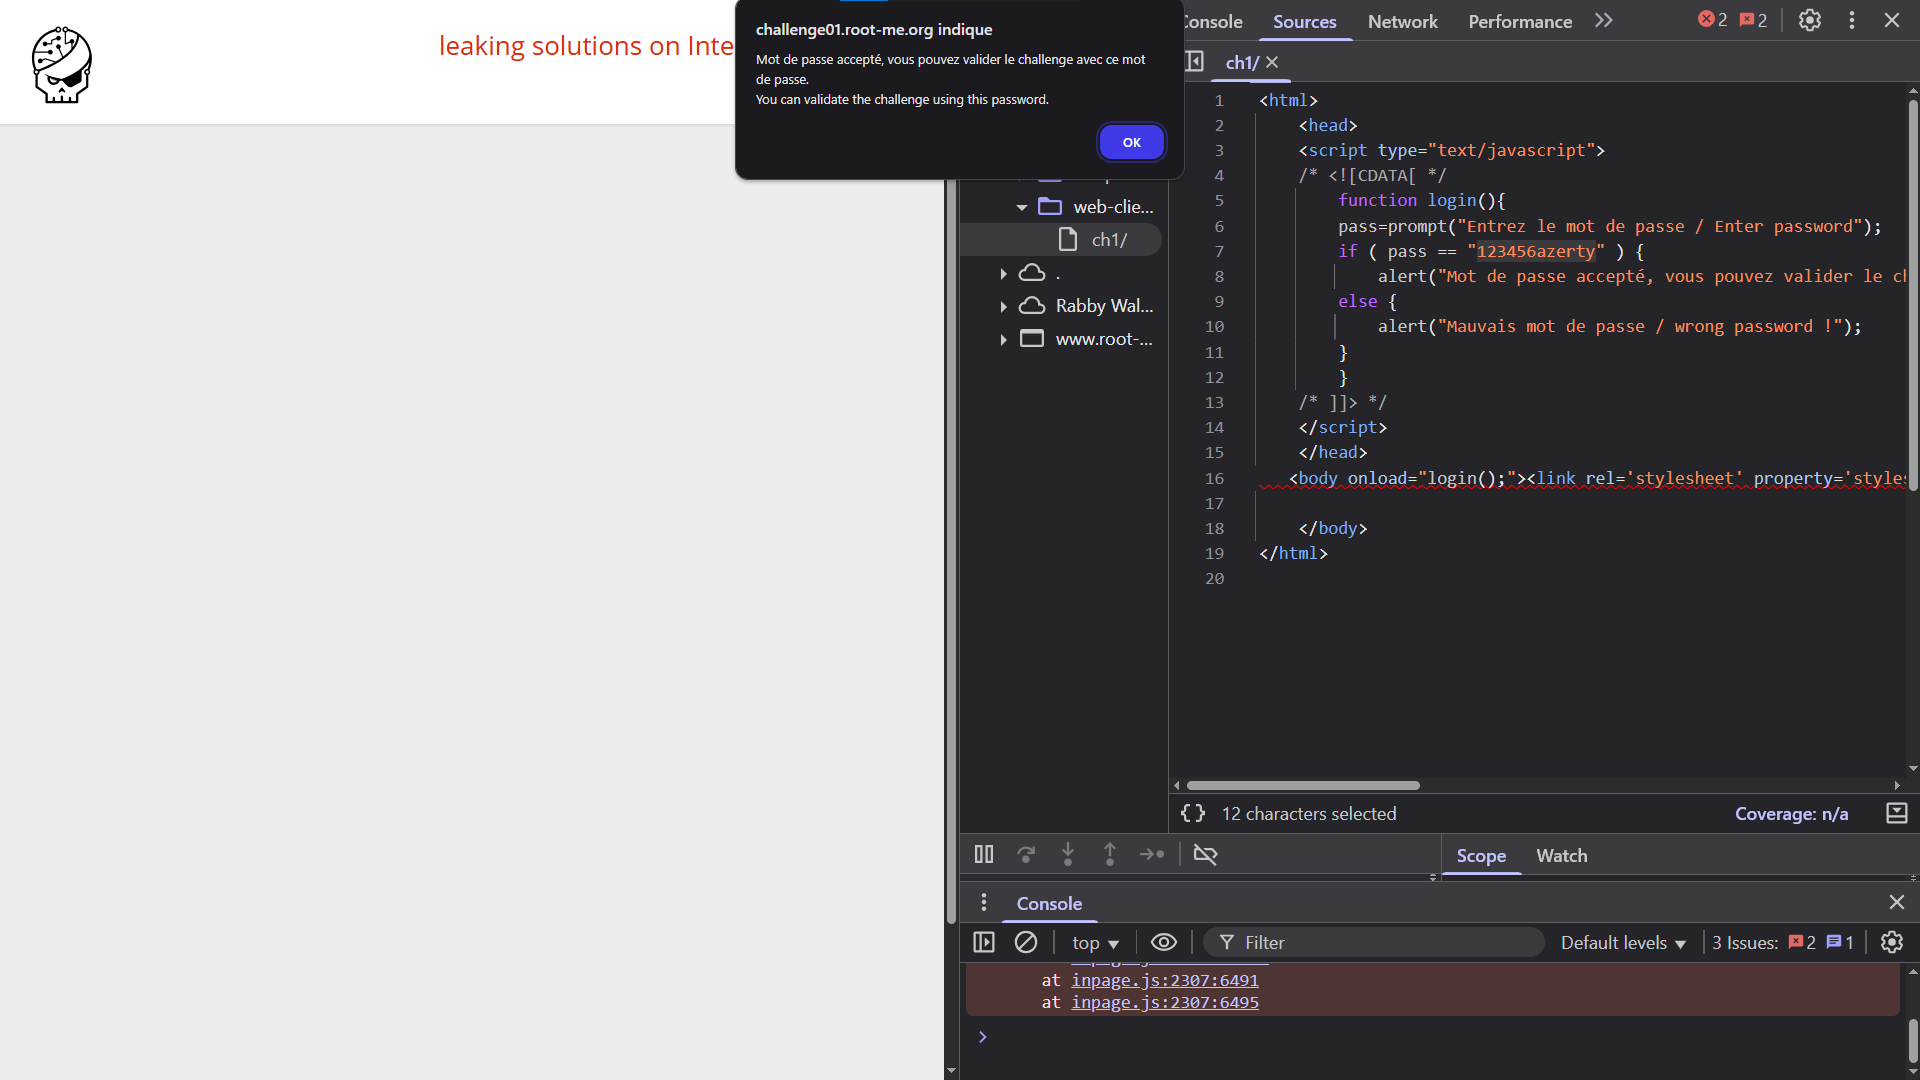 leaking solutions on Inte
challenge01.root-me.org indique
Mot de passe accepté, vous pouvez valider le challenge avec ce mot
de passe.
You can validate the challenge using this password.
OK
Console
Sources
Network
Performance
2
2
ch1/
web-clie...
ch1/
.
Rabby Wal...
www.root-...
1 <html>
2 <head>
3 <script type="text/javascript">
4 /* <![CDATA[ */
5 function login(){
6 pass=prompt("Entrez le mot de passe / Enter password");
7 if ( pass == "123456azerty" ) {
8 alert("Mot de passe accepté, vous pouvez valider le
9 else {
10 alert("Mauvais mot de passe / wrong password !");
11 }
12 }
13 /* ]]> */
14 </script>
15 </head>
16 <body onload="login();"><link rel='stylesheet' property='styles
17
18 </body>
19 </html>
20
{} 12 characters selected
Coverage: n/a
Scope
Watch
Console
top
Filter
Default levels
3 Issues: 2 1
at inpage.js:2307:6491
at inpage.js:2307:6495
>